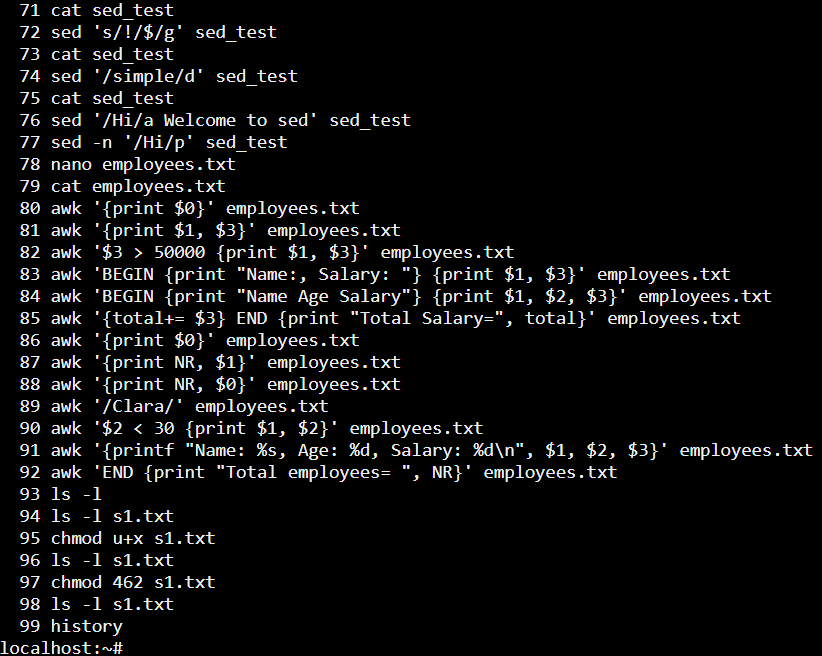 71 cat sed_test
72 sed 's/!/$/g' sed_test
73 cat sed_test
74 sed '/simple/d' sed_test
75 cat sed_test
76 sed '/Hi/a Welcome to sed' sed_test
77 sed -n '/Hi/p' sed_test
78 nano employees.txt
79 cat employees.txt
80 awk '{print $0}' employees.txt
81 awk '{print $1, $3}' employees.txt
82 awk '$3 > 50000 {print $1, $3}' employees.txt
83 awk 'BEGIN {print "Name:, Salary: "} {print $1, $3}' employees.txt
84 awk 'BEGIN {print "Name Age Salary"} {print $1, $2, $3}' employees.txt
85 awk '{total+= $3} END {print "Total Salary=", total}' employees.txt
86 awk '{print $0}' employees.txt
87 awk '{print NR, $1}' employees.txt
88 awk '{print NR, $0}' employees.txt
89 awk '/Clara/' employees.txt
90 awk '$2 < 30 {print $1, $2}' employees.txt
91 awk '{printf "Name: %s, Age: %d, Salary: %d\n", $1, $2, $3}' employees.txt
92 awk 'END {print "Total employees= ", NR}' employees.txt
93 ls -l
94 ls -l s1.txt
95 chmod u+x s1.txt
96 ls -l s1.txt
97 chmod 462 s1.txt
98 ls -l s1.txt
99 history
localhost:~#